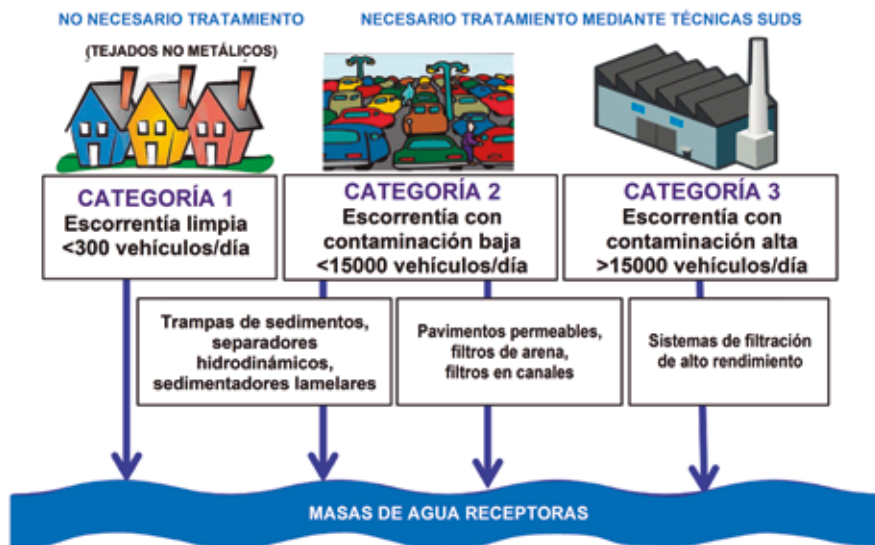 NO NECESARIO TRATAMIENTO
(TEJADOS NO METÁLICOS)
NECESARIO TRATAMIENTO MEDIANTE TÉCNICAS SUDS
CATEGORÍA 1
Escorrentía limpia
<300 vehículos/día
CATEGORÍA 2
Escorrentía con
contaminación baja
<15000 vehículos/día
CATEGORÍA 3
Escorrentía con
contaminación alta
>15000 vehículos/día
Trampas de sedimentos,
separadores
hidrodinámicos,
sedimentadores lamelares
Pavimentos permeables,
filtros de arena,
filtros en canales
Sistemas de filtración
de alto rendimiento
MASAS DE AGUA RECEPTORAS